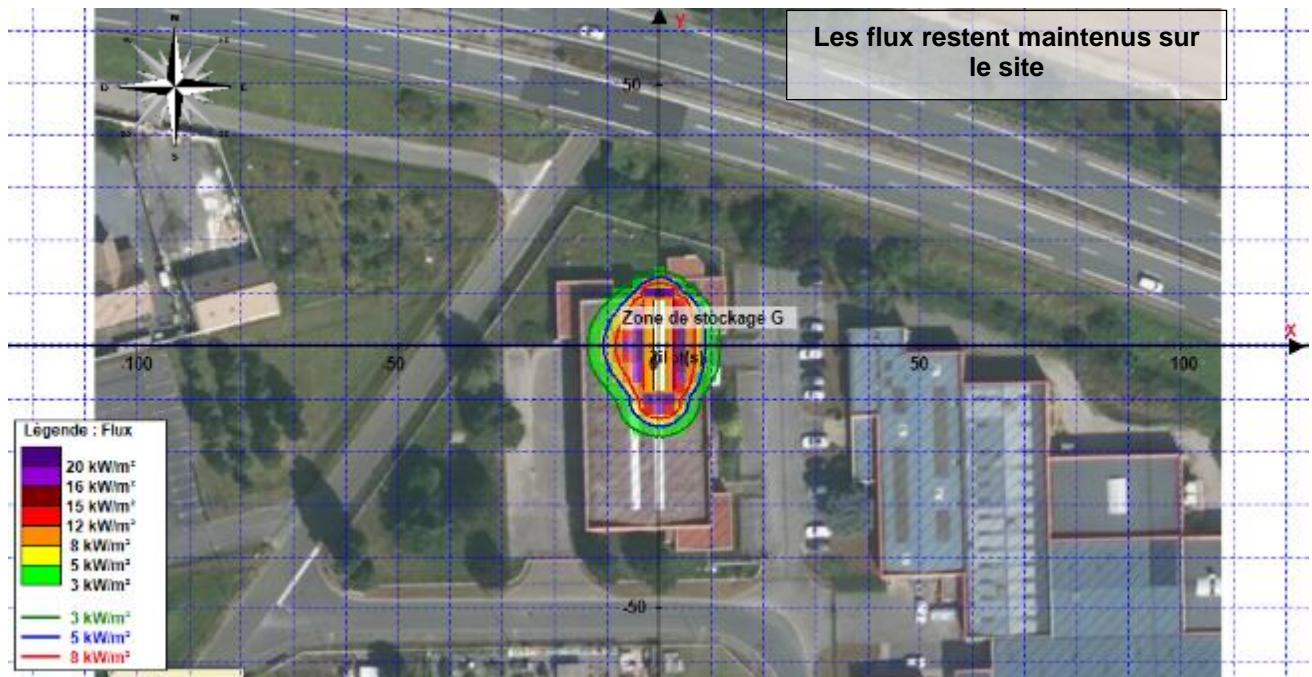 Les flux restent maintenus sur
le site
N
D
E
S
Y
50
Zone de stockage G
X
100
-50
0
50
100
-50
Légende : Flux
20 kW/m²
16 kW/m²
15 kW/m²
12 kW/m²
8 kW/m²
5 kW/m²
3 kW/m²
3 kW/m²
5 kW/m²
8 kW/m²